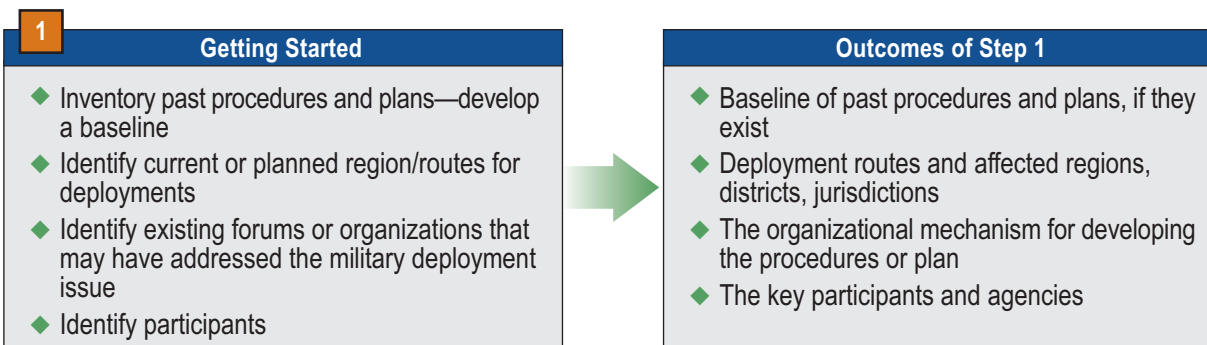 1
Getting Started
◆ Inventory past procedures and plans—develop
a baseline
◆ Identify current or planned region/routes for
deployments
◆ Identify existing forums or organizations that
may have addressed the military deployment
issue
◆ Identify participants
Outcomes of Step 1
◆ Baseline of past procedures and plans, if they
exist
◆ Deployment routes and affected regions,
districts, jurisdictions
◆ The organizational mechanism for developing
the procedures or plan
◆ The key participants and agencies